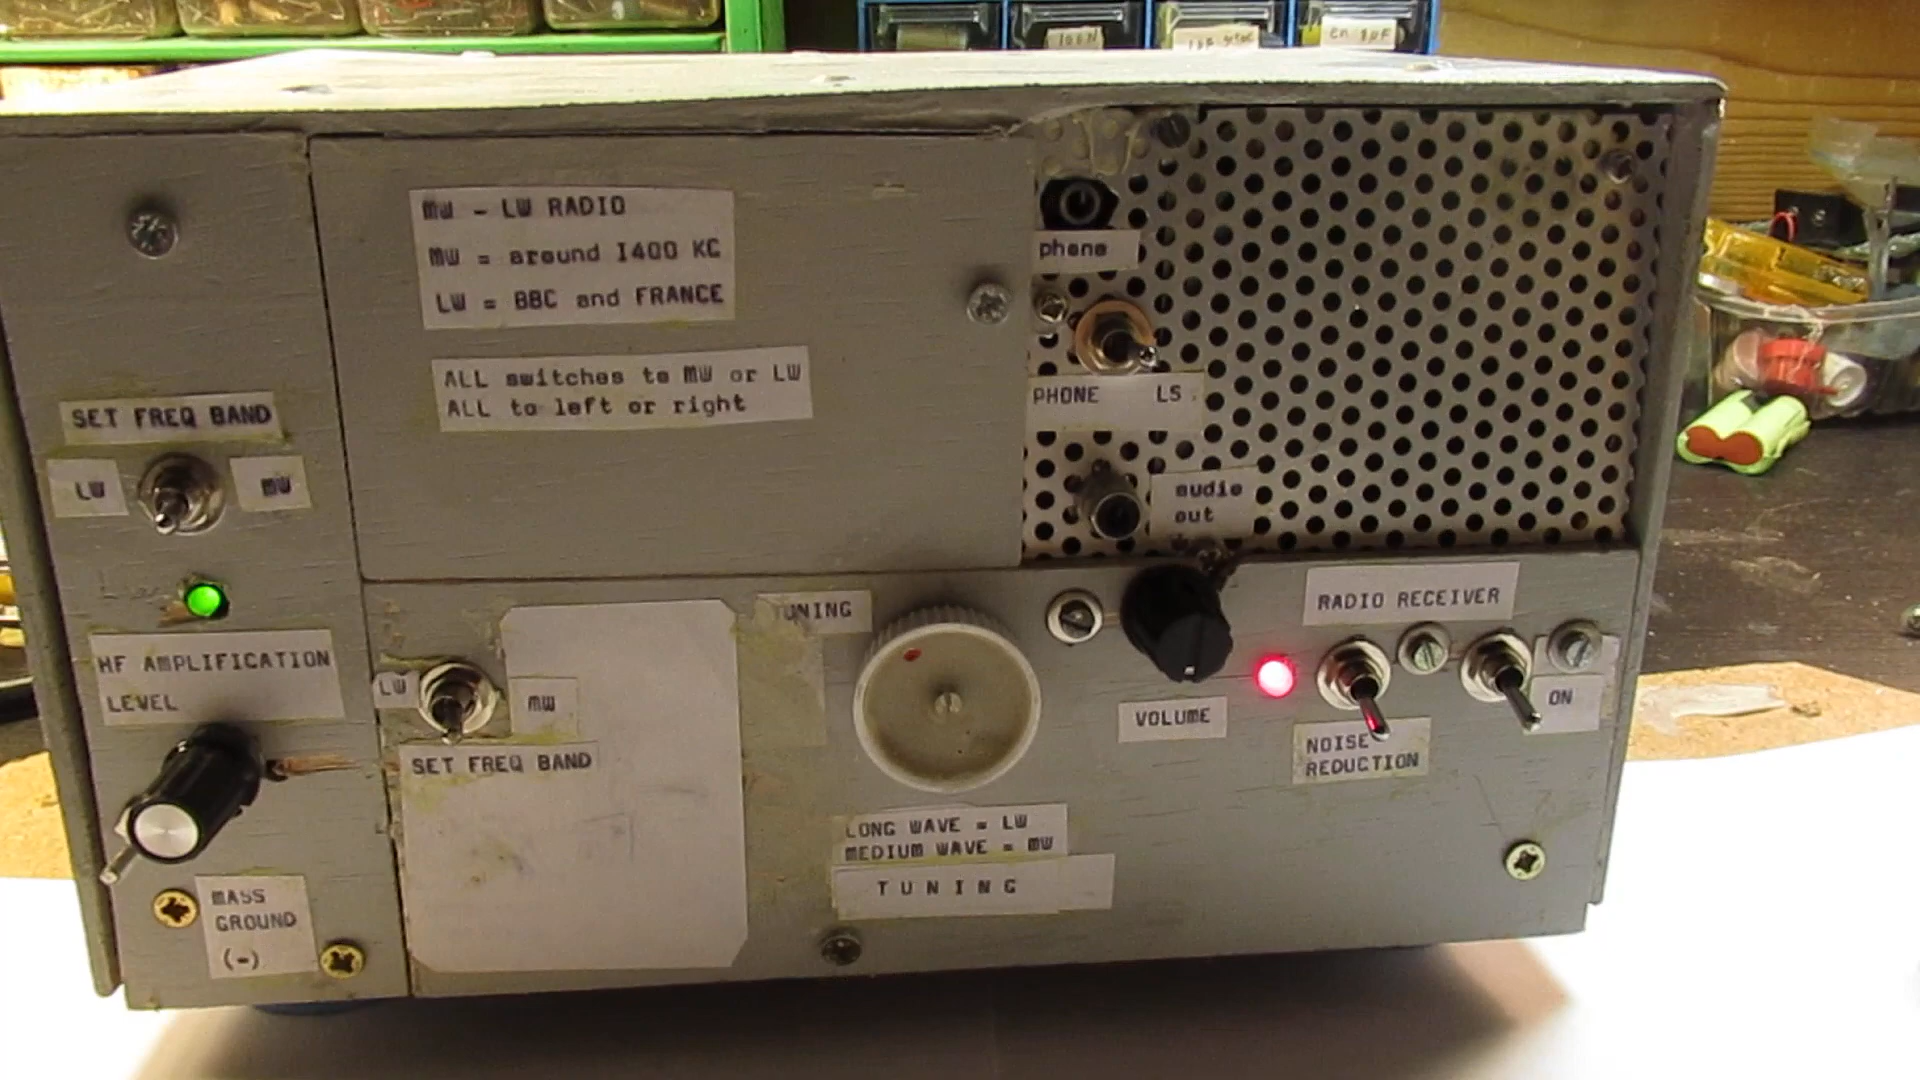 MW - LW RADIO
MW = around I400 KC
LW = BBC and FRANCE
ALL switches to MW or LW
ALL to left or right
phone
PHONE LS
audio
out
SET FREQ BAND
LW MW
HF AMPLIFICATION
LEVEL
MASS
GROUND
(-)
LW MW
SET FREQ BAND
TUNING
VOLUME
RADIO RECEIVER
ON
NOISE
REDUCTION
LONG WAVE = LW
MEDIUM WAVE = MW
T U N I N G